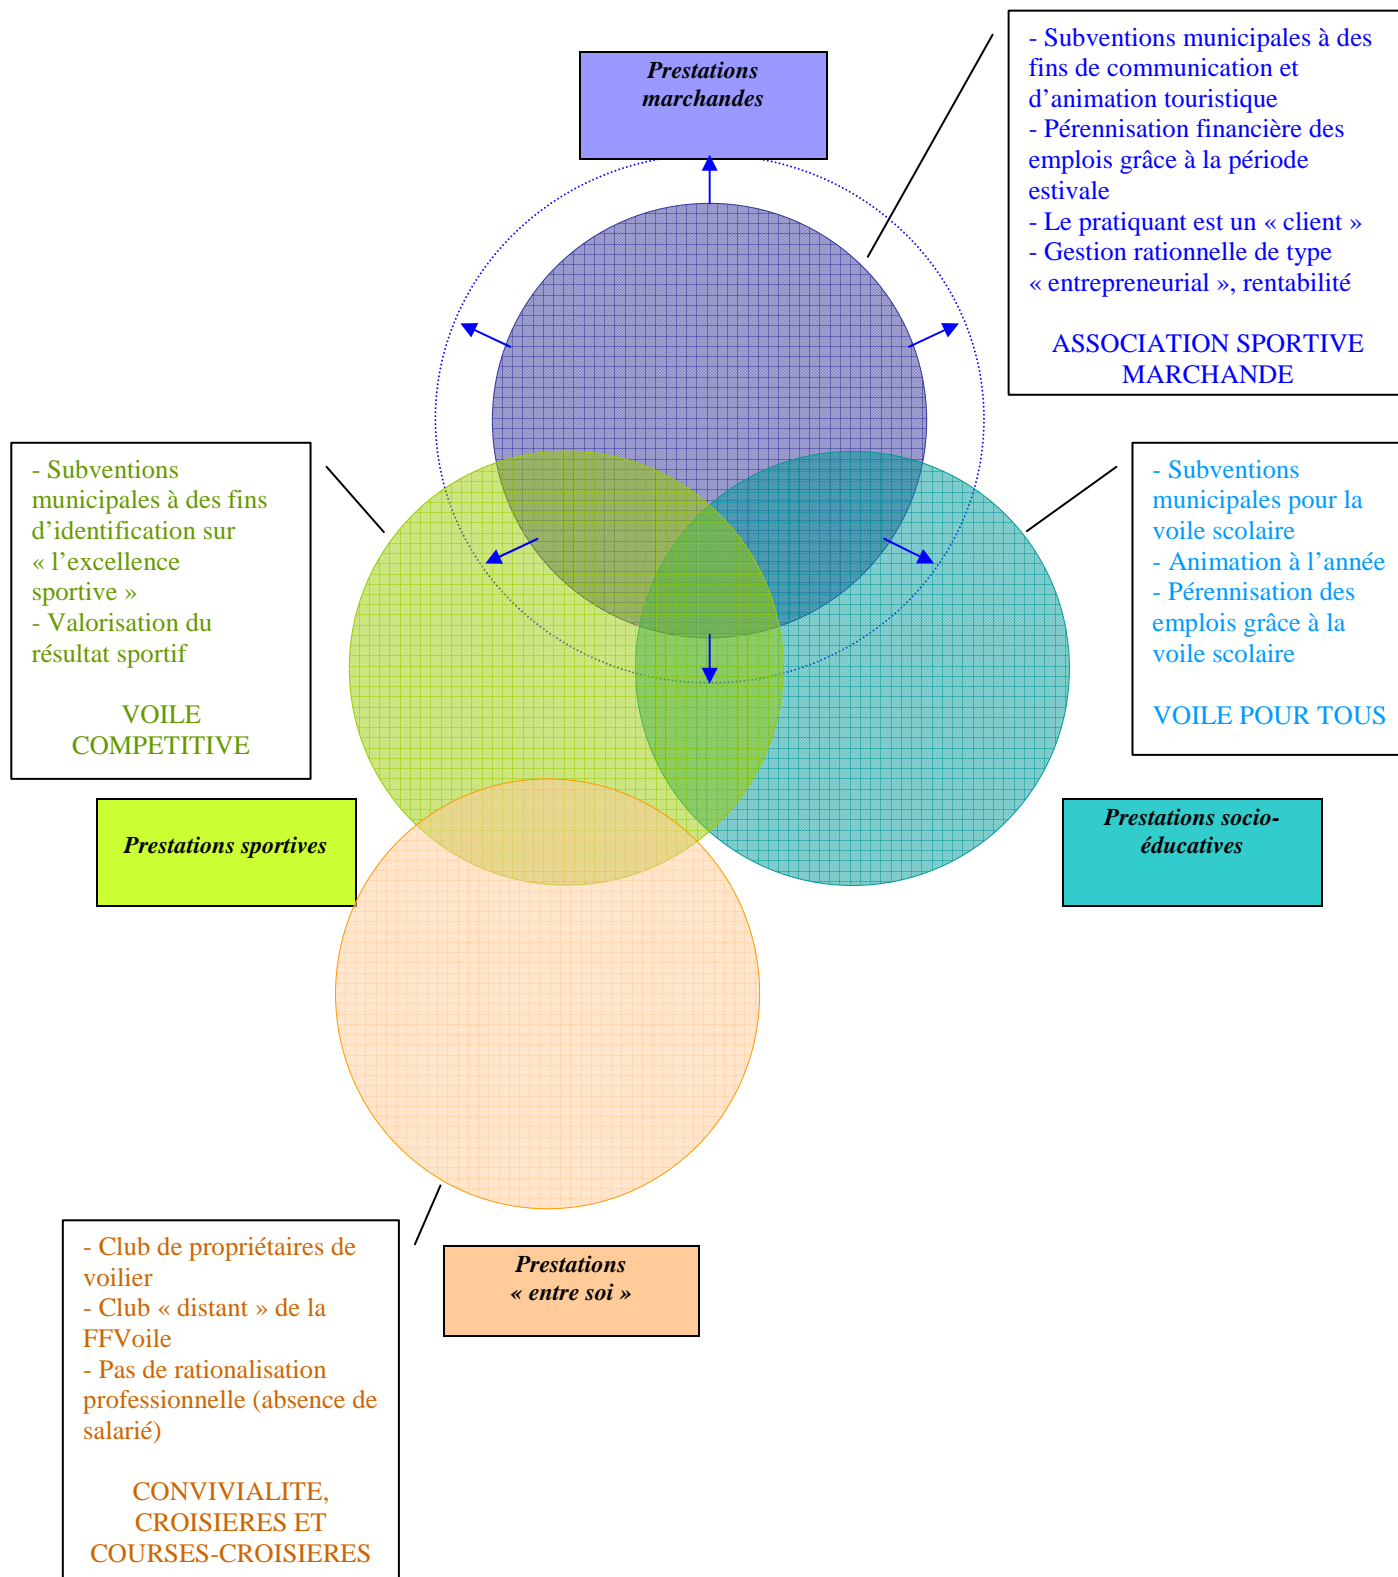 Prestations
marchandes
- Subventions municipales à des
fins de communication et
d’animation touristique
- Pérennisation financière des
emplois grâce à la période
estivale
- Le pratiquant est un « client »
- Gestion rationnelle de type
« entrepreneurial », rentabilité
ASSOCIATION SPORTIVE
MARCHANDE
- Subventions
municipales à des fins
d’identification sur
« l’excellence
sportive »
- Valorisation du
résultat sportif
VOILE
COMPETITIVE
- Subventions
municipales pour la
voile scolaire
- Animation à l’année
- Pérennisation des
emplois grâce à la
voile scolaire
VOILE POUR TOUS
Prestations sportives
Prestations socio-
éducatives
- Club de propriétaires de
voilier
- Club « distant » de la
FFVoile
- Pas de rationalisation
professionnelle (absence de
salarié)
CONVIVIALITE,
CROISIERES ET
COURSES-CROISIERES
Prestations
« entre soi »